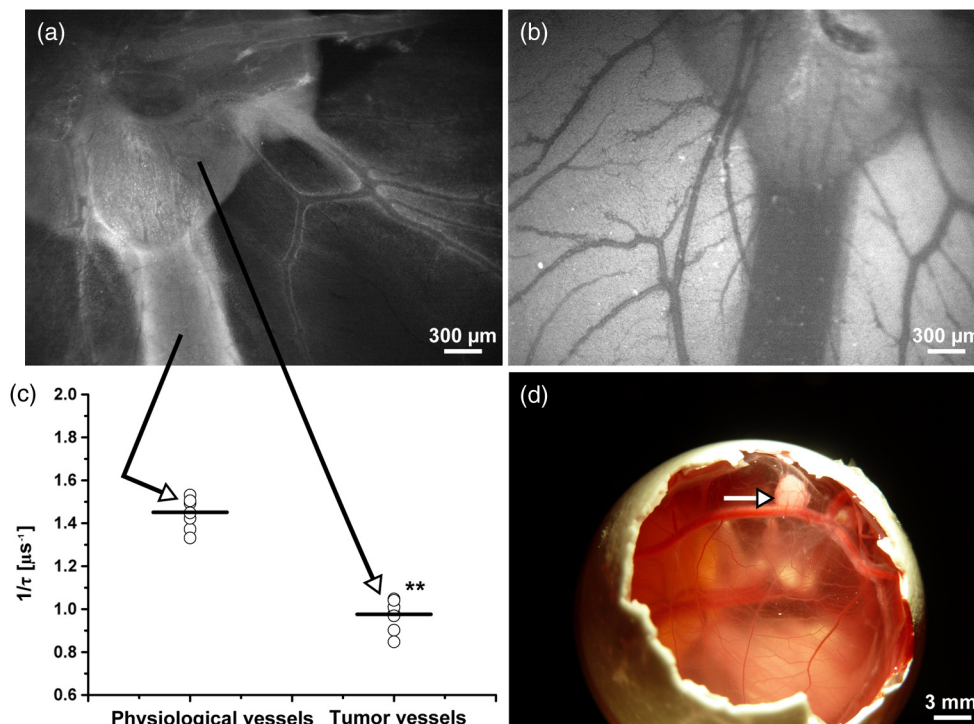 (a)
300 µm
(b)
300 µm
(c)
2.0
1.8
1.6
1.4
1.2
1.0
0.8
0.6
1/τ [µs⁻¹]
**
Physiological vessels
Tumor vessels
(d)
3 mm